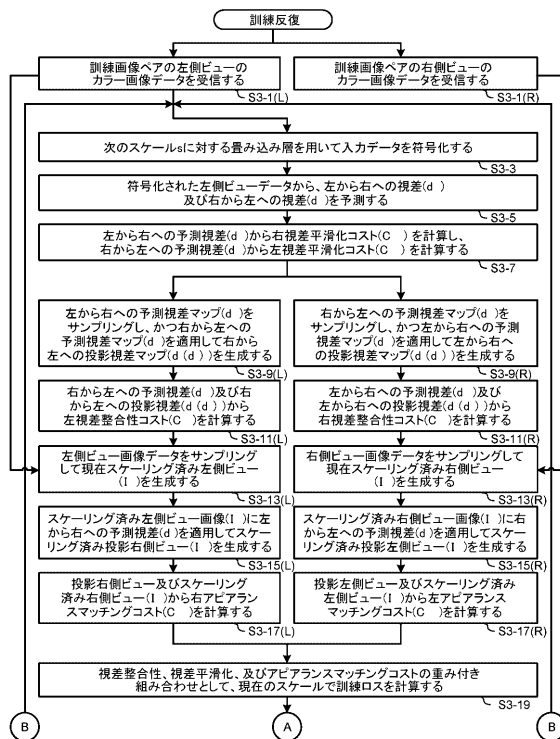 訓練反復
訓練画像ペアの左側ビューの
カラー画像データを受信する
S3-1(L)
訓練画像ペアの右側ビューの
カラー画像データを受信する
S3-1(R)
次のスケールsに対する畳み込み層を用いて入力データを符号化する
S3-3
符号化された左側ビューデータから、左から右への視差(d )
及び右から左への視差(d )を予測する
S3-5
左から右への予測視差(d )から右視差平滑化コスト(C )を計算し、
右から左への予測視差(d )から左視差平滑化コスト(C )を計算する
S3-7
左から右への予測視差マップ(d )を
サンプリングし、かつ右から左への
予測視差マップ(d )を適用して右から
左への投影視差マップ(d (d ))を生成する
S3-9(L)
右から左への予測視差マップ(d )を
サンプリングし、かつ左から右への予測
視差マップ(d )を適用して左から右へ
の投影視差マップ(d (d ))を生成する
S3-9(R)
右から左への予測視差(d )及び右
から左への投影視差(d (d ))から
左視差整合性コスト(C )を計算する
S3-11(L)
左から右への予測視差(d )及び
左から右への投影視差(d (d ))から
右視差整合性コスト(C )を計算する
S3-11(R)
左側ビュー画像データをサンプリング
して現在スケーリング済み左側ビュー
(I )を生成する
S3-13(L)
右側ビュー画像データをサンプリングして
現在スケーリング済み右側ビュー
(I )を生成する
S3-13(R)
スケーリング済み左側ビュー画像(I )に左
から右への予測視差(d )を適用してスケー
リング済み投影右側ビュー(I )を生成する
S3-15(L)
スケーリング済み右側ビュー画像(I )に右
から左への予測視差(d )を適用してスケー
リング済み投影左側ビュー(I )を生成する
S3-15(R)
投影右側ビュー及びスケーリング
済み右側ビュー(I )から右アピアラン
スマッチングコスト(C )を計算する
S3-17(L)
投影左側ビュー及びスケーリング済み
左側ビュー(I )から左アピアランス
マッチングコスト(C )を計算する
S3-17(R)
視差整合性、視差平滑化、及びアピアランスマッチングコストの重み付き
組み合わせとして、現在のスケールで訓練ロスを計算する
S3-19
B
A
B